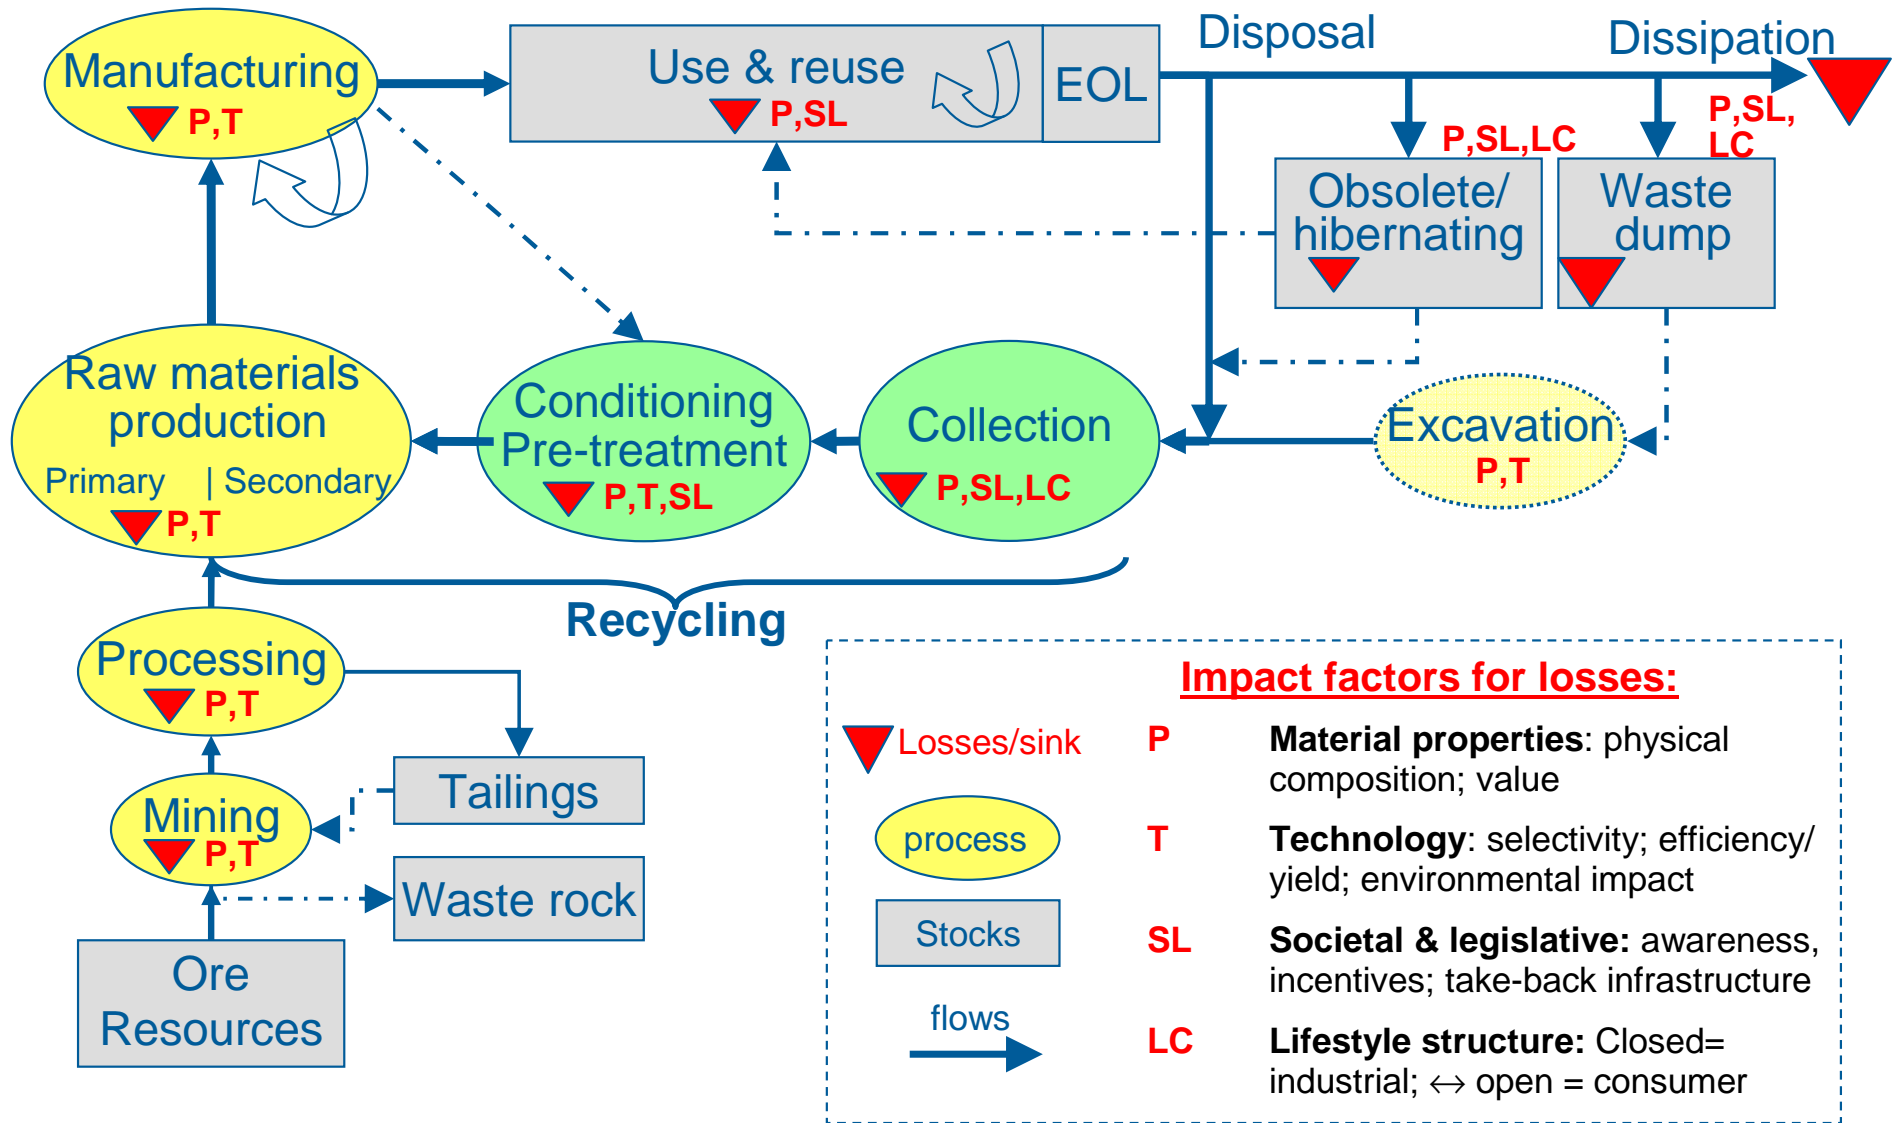 Disposal
Dissipation
Manufacturing
P,T
Use & reuse
P,SL
EOL
P,SL,LC
P,SL,
LC
Obsolete/
hibernating
Waste
dump
Raw materials
production
Primary | Secondary
P,T
Conditioning
Pre-treatment
P,T,SL
Collection
P,SL,LC
Excavation
P,T
Recycling
Processing
P,T
Tailings
Mining
P,T
Waste rock
Ore
Resources
Impact factors for losses:
Losses/sink
process
Stocks
flows
P Material properties: physical
composition; value
T Technology: selectivity; efficiency/
yield; environmental impact
SL Societal & legislative: awareness,
incentives; take-back infrastructure
LC Lifestyle structure: Closed=
industrial; ↔ open = consumer